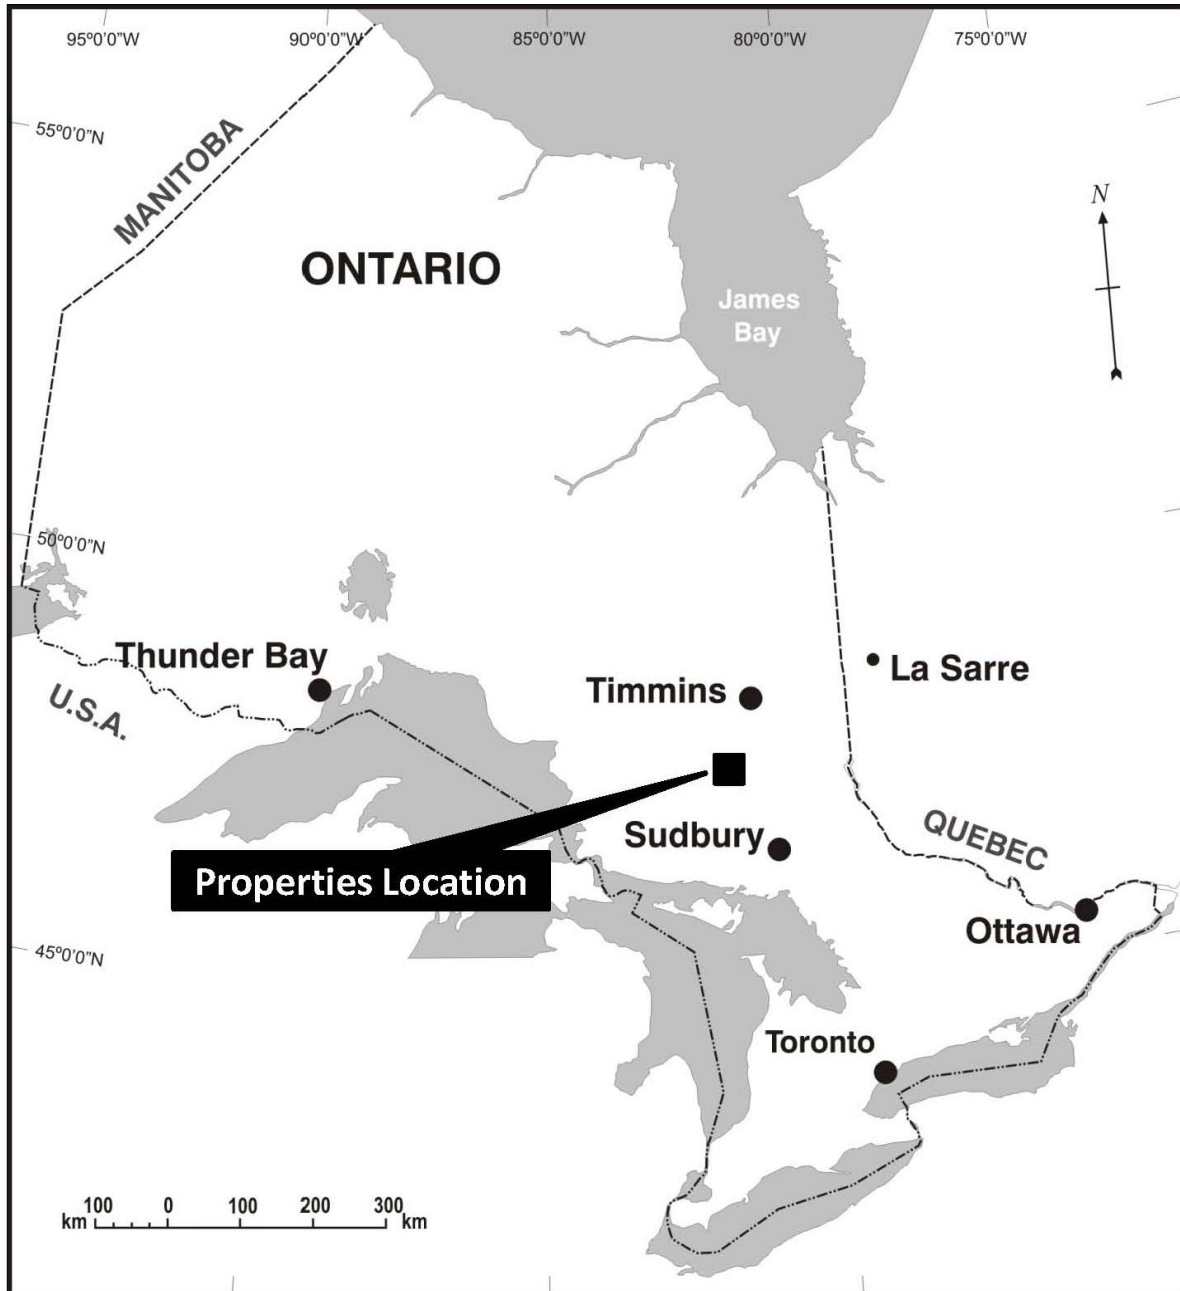 95º0'0"W
90º0'0"W
85º0'0"W
80º0'0"W
75º0'0"W
55º0'0"N
MANITOBA
N
ONTARIO
James
Bay
50º0'0"N
Thunder Bay
La Sarre
Timmins
U.S.A.
QUEBEC
Sudbury
Properties Location
Ottawa
45º0'0"N
Toronto
100 0 100 200 300
km km